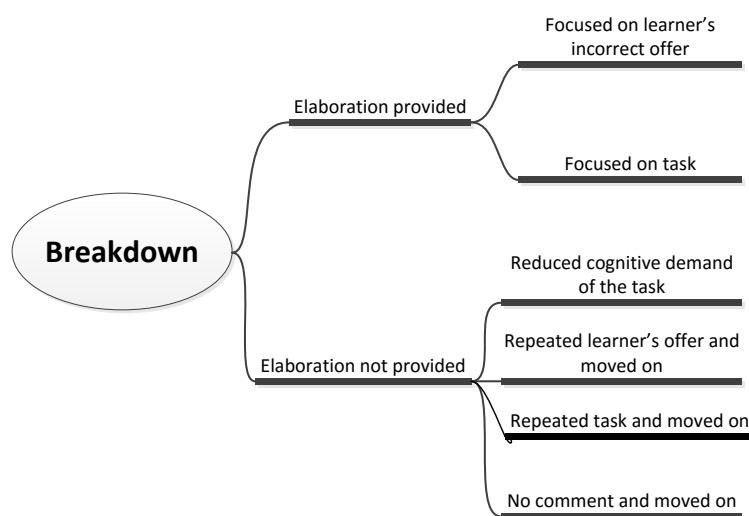 Focused on learner's
incorrect offer
Elaboration provided
Focused on task
Breakdown
Reduced cognitive demand
of the task
Repeated learner's offer and
moved on
Elaboration not provided
Repeated task and moved on
No comment and moved on